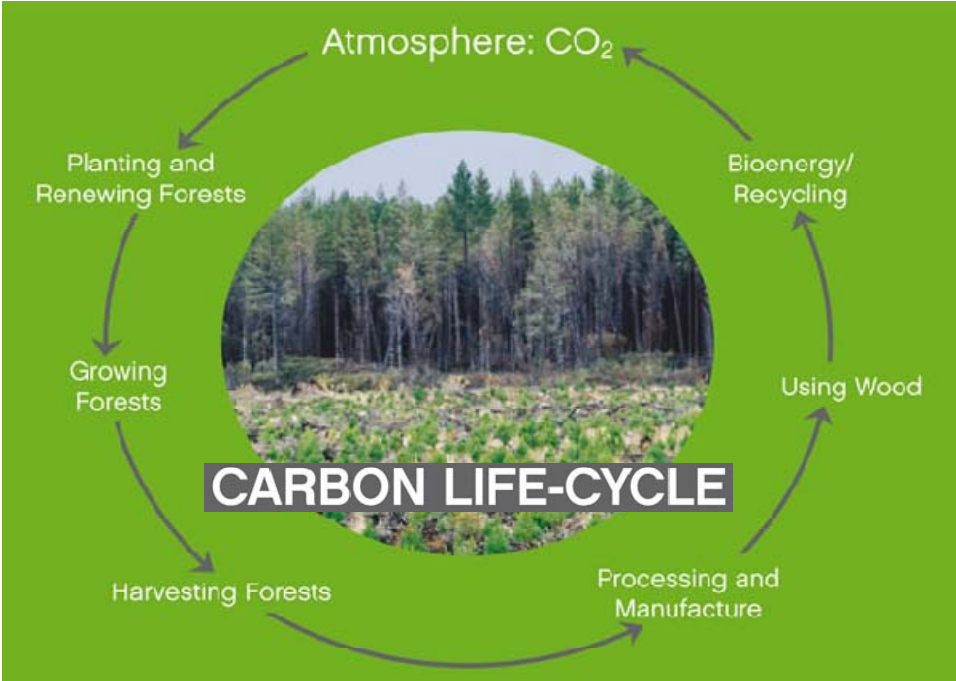 Atmosphere: CO₂
Planting and
Renewing Forests
Growing
Forests
Harvesting Forests
Processing and
Manufacture
Using Wood
Bioenergy/
Recycling
CARBON LIFE-CYCLE